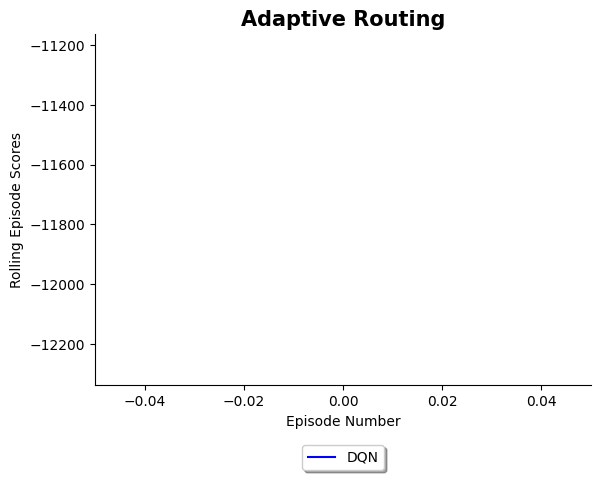 Adaptive Routing
Rolling Episode Scores
−11200
−11400
−11600
−11800
−12000
−12200
−0.04
−0.02
0.00
0.02
0.04
Episode Number
DQN